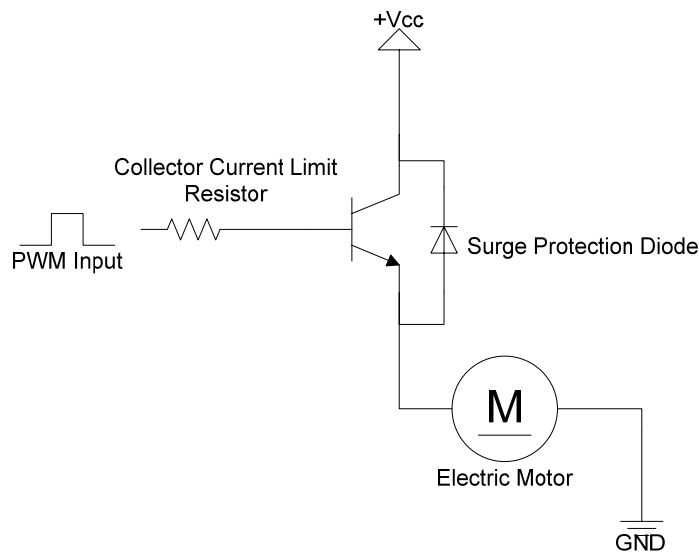 +Vcc
Collector Current Limit
Resistor
PWM Input
Surge Protection Diode
M
Electric Motor
GND